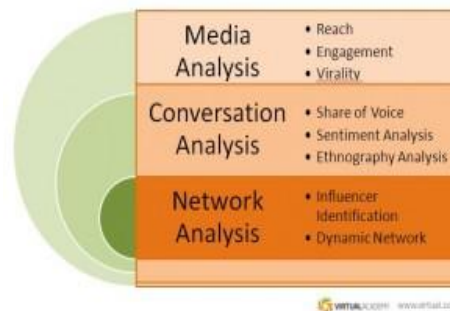 Media
Analysis
• Reach
• Engagement
• Virality
Conversation
Analysis
• Share of Voice
• Sentiment Analysis
• Ethnography Analysis
Network
Analysis
• Influencer
Identification
• Dynamic Network
VIRTUALACADEMY